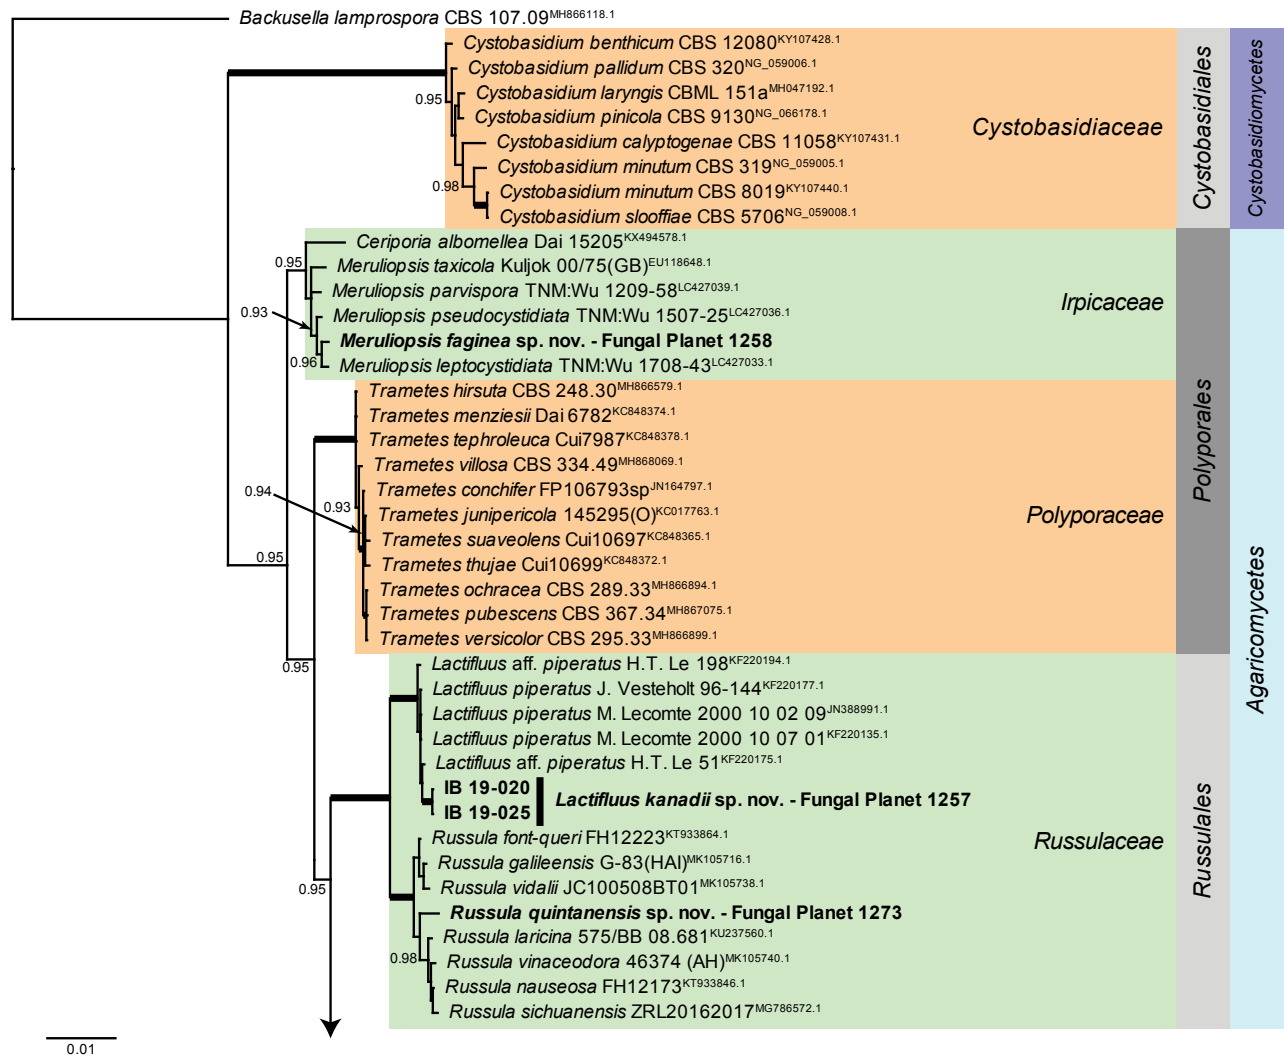 Backusella lamprospora CBS 107.09MH866118.1
Cystobasidium benthicum CBS 12080KY107428.1
Cystobasidium pallidum CBS 320NG_059006.1
Cystobasidium laryngis CBML 151aMH047192.1
Cystobasidium pinicola CBS 9130NG_066178.1
Cystobasidium calyptogenae CBS 11058KY107431.1
Cystobasidium minutum CBS 319NG_059005.1
Cystobasidium minutum CBS 8019KY107440.1
Cystobasidium slooffiae CBS 5706NG_059008.1
0.95
0.98
Cystobasidiaceae
Cystobasidiales
Cystobasidiomycetes
Ceriporia albomellea Dai 15205KX494578.1
Meruliopsis taxicola Kuljok 00/75(GB)EU118648.1
Meruliopsis parvispora TNM:Wu 1209-58LC427039.1
Meruliopsis pseudocystidiata TNM:Wu 1507-25LC427036.1
Meruliopsis faginea sp. nov. - Fungal Planet 1258
Meruliopsis leptocystidiata TNM:Wu 1708-43LC427033.1
0.95
0.93
0.96
Irpicaceae
Trametes hirsuta CBS 248.30MH866579.1
Trametes menziesii Dai 6782KC848374.1
Trametes tephroleuca Cui7987KC848378.1
Trametes villosa CBS 334.49MH868069.1
Trametes conchifer FP106793spJN164797.1
Trametes junipericola 145295(O)KC017763.1
Trametes suaveolens Cui10697KC848365.1
Trametes thujae Cui10699KC848372.1
Trametes ochracea CBS 289.33MH866894.1
Trametes pubescens CBS 367.34MH867075.1
Trametes versicolor CBS 295.33MH866899.1
0.94
0.93
0.95
0.95
Polyporaceae
Polyporales
Agaricomycetes
Lactifluus aff. piperatus H.T. Le 198KF220194.1
Lactifluus piperatus J. Vesteholt 96-144KF220177.1
Lactifluus piperatus M. Lecomte 2000 10 02 09JN388991.1
Lactifluus piperatus M. Lecomte 2000 10 07 01KF220135.1
Lactifluus aff. piperatus H.T. Le 51KF220175.1
IB 19-020
IB 19-025
Lactifluus kanadii sp. nov. - Fungal Planet 1257
Russula font-queri FH12223KT933864.1
Russula galileensis G-83(HAI)MK105716.1
Russula vidalii JC100508BT01MK105738.1
Russula quintanensis sp. nov. - Fungal Planet 1273
Russula laricina 575/BB 08.681KU237560.1
Russula vinaceodora 46374 (AH)MK105740.1
Russula nauseosa FH12173KT933846.1
Russula sichuanensis ZRL20162017MG786572.1
0.95
0.98
Russulaceae
Russulales
0.01